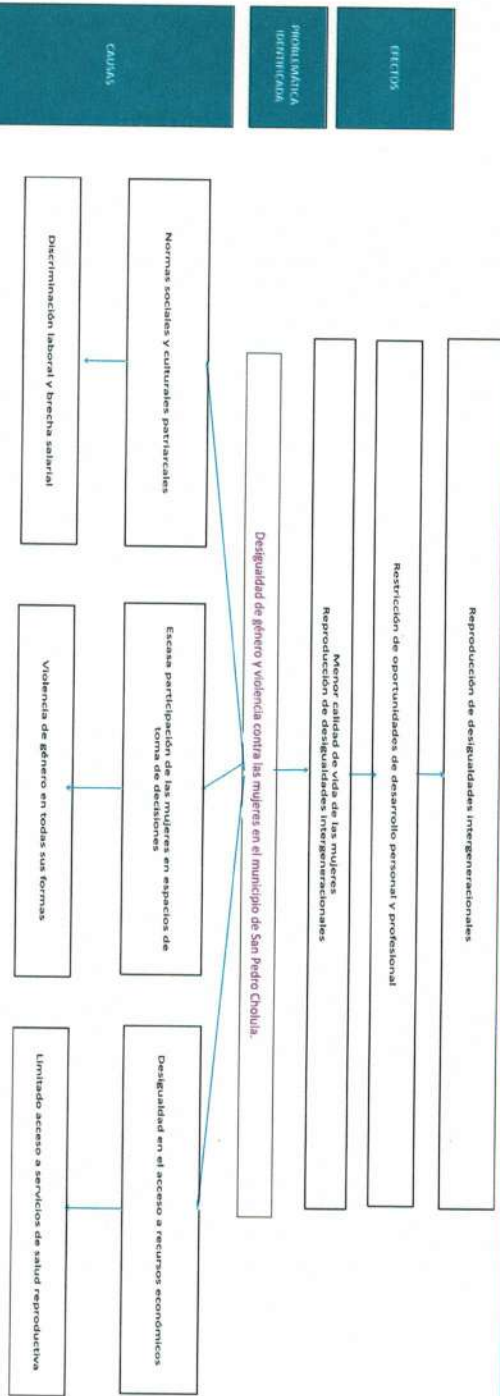 EFECTOS
Reproducción de desigualdades intergeneracionales
Restricción de oportunidades de desarrollo personal y profesional
Menor calidad de vida de las mujeres
Reproducción de desigualdades intergeneracionales
PROBLEMÁTICA
IDENTIFICADA
Desigualdad de género y violencia contra las mujeres en el municipio de San Pedro Cholula.
CAUSAS
Normas sociales y culturales patriarcales
Escasa participación de las mujeres en espacios de
toma de decisiones
Desigualdad en el acceso a recursos económicos
Discriminación laboral y brecha salarial
Violencia de género en todas sus formas
Limitado acceso a servicios de salud reproductiva